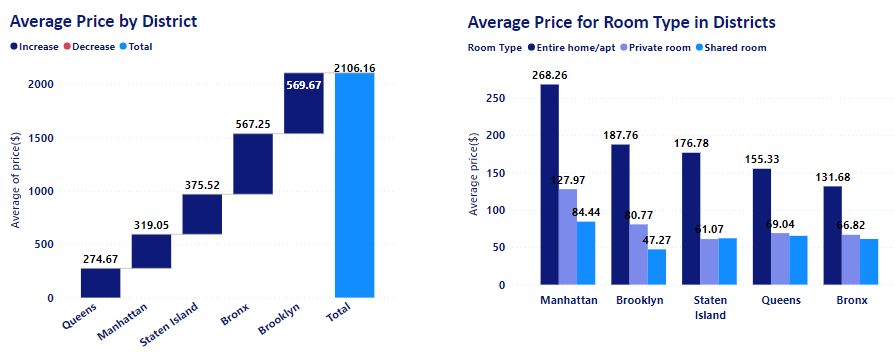 Average Price by District
Increase Decrease Total
Average of price($)
2000
1500
1000
500
0
274.67
319.05
375.52
567.25
569.67
2106.16
Queens
Manhattan
Staten Island
Bronx
Brooklyn
Total
Average Price for Room Type in Districts
Room Type Entire home/apt Private room Shared room
Average price($)
250
200
150
100
50
0
268.26
127.97
84.44
187.76
80.77
47.27
176.78
61.07
155.33
69.04
131.68
66.82
Manhattan
Brooklyn
Staten
Island
Queens
Bronx